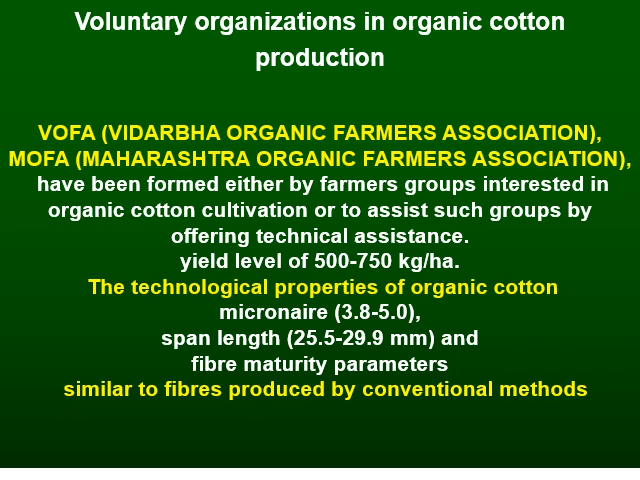 Voluntary organizations in organic cotton
production
VOFA (VIDARBHA ORGANIC FARMERS ASSOCIATION),
MOFA (MAHARASHTRA ORGANIC FARMERS ASSOCIATION),
have been formed either by farmers groups interested in
organic cotton cultivation or to assist such groups by
offering technical assistance.
yield level of 500-750 kg/ha.
The technological properties of organic cotton
micronaire (3.8-5.0),
span length (25.5-29.9 mm) and
fibre maturity parameters
similar to fibres produced by conventional methods